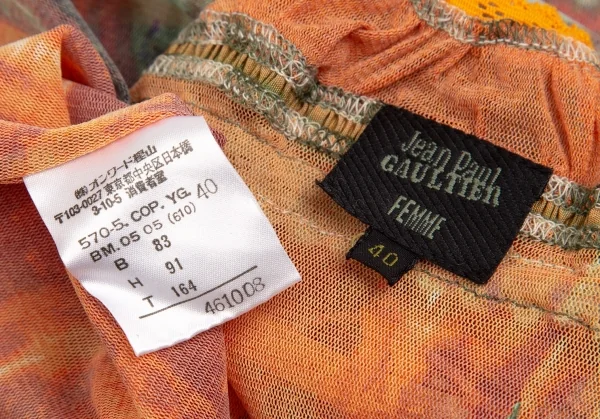 ㈱オンワード樫山
〒103-0027 東京都中央区日本橋
3-10-5 消費者室
570-5. COP. YG. 40
BM. 05 05 (610)
B 83
H 91
T 164
461008
Jean Paul
GAULTIER
FEMME
40